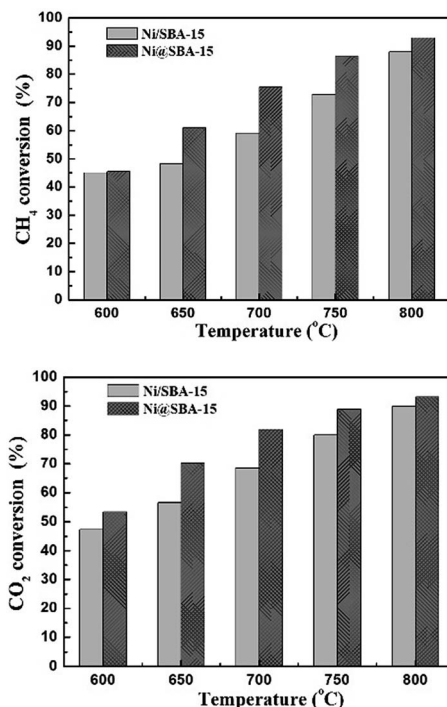 100
90
80
70
60
50
40
30
20
10
0
CH₄ conversion (%)
Ni/SBA-15
Ni@SBA-15
600 650 700 750 800
Temperature (°C)
100
90
80
70
60
50
40
30
20
10
0
CO₂ conversion (%)
Ni/SBA-15
Ni@SBA-15
600 650 700 750 800
Temperature (°C)